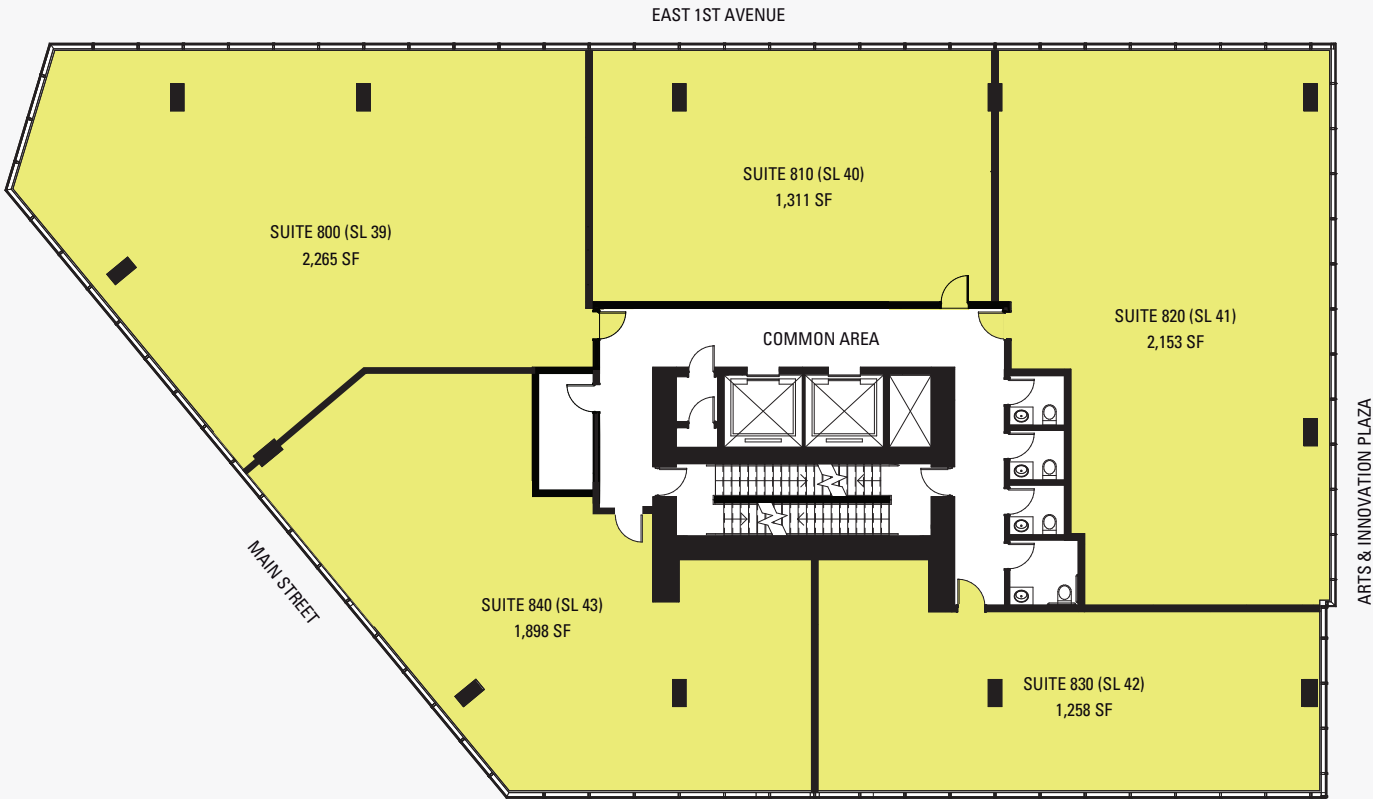 EAST 1ST AVENUE
SUITE 810 (SL 40)
1,311 SF
SUITE 800 (SL 39)
2,265 SF
SUITE 820 (SL 41)
2,153 SF
COMMON AREA
ARTS & INNOVATION PLAZA
MAIN STREET
SUITE 840 (SL 43)
1,898 SF
SUITE 830 (SL 42)
1,258 SF